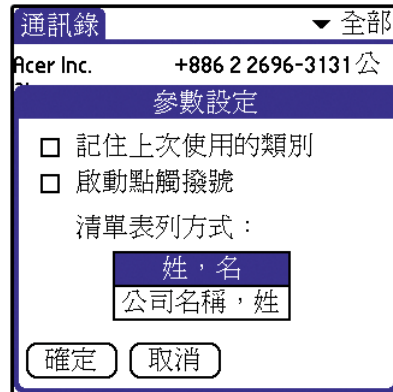 通訊錄 全部
Acer Inc. +886 2 2696-3131公
參數設定
記住上次使用的類別
啟動點觸撥號
清單表列方式：
姓，名
公司名稱，姓
確定 取消